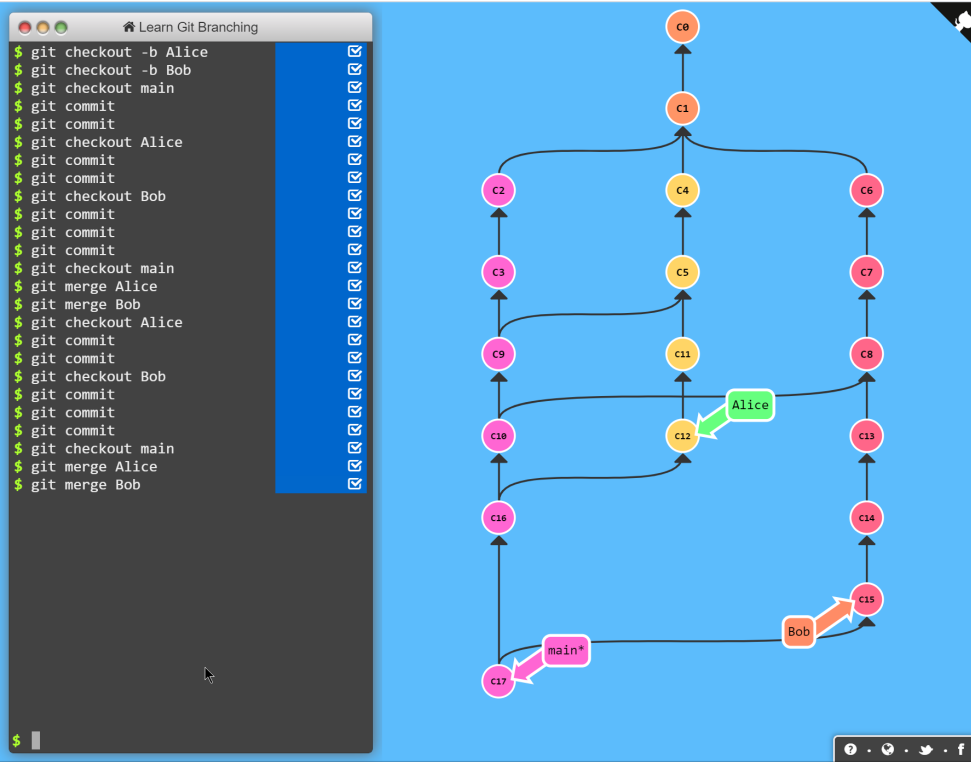 Learn Git Branching
$ git checkout -b Alice
$ git checkout -b Bob
$ git checkout main
$ git commit
$ git commit
$ git checkout Alice
$ git commit
$ git commit
$ git checkout Bob
$ git commit
$ git commit
$ git commit
$ git checkout main
$ git merge Alice
$ git merge Bob
$ git checkout Alice
$ git commit
$ git commit
$ git checkout Bob
$ git commit
$ git commit
$ git commit
$ git checkout main
$ git merge Alice
$ git merge Bob
$
C0
C1
C2 C4 C6
C3 C5 C7
C9 C11 C8
Alice
C10 C12 C13
C16 C14
C15
Bob
main*
C17